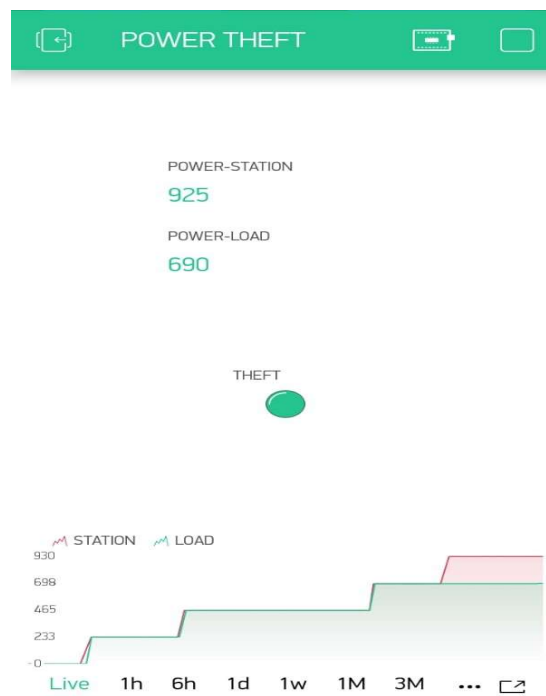 POWER THEFT
POWER-STATION
925
POWER-LOAD
690
THEFT
STATION LOAD
930
698
465
233
-0
Live 1h 6h 1d 1w 1M 3M ...